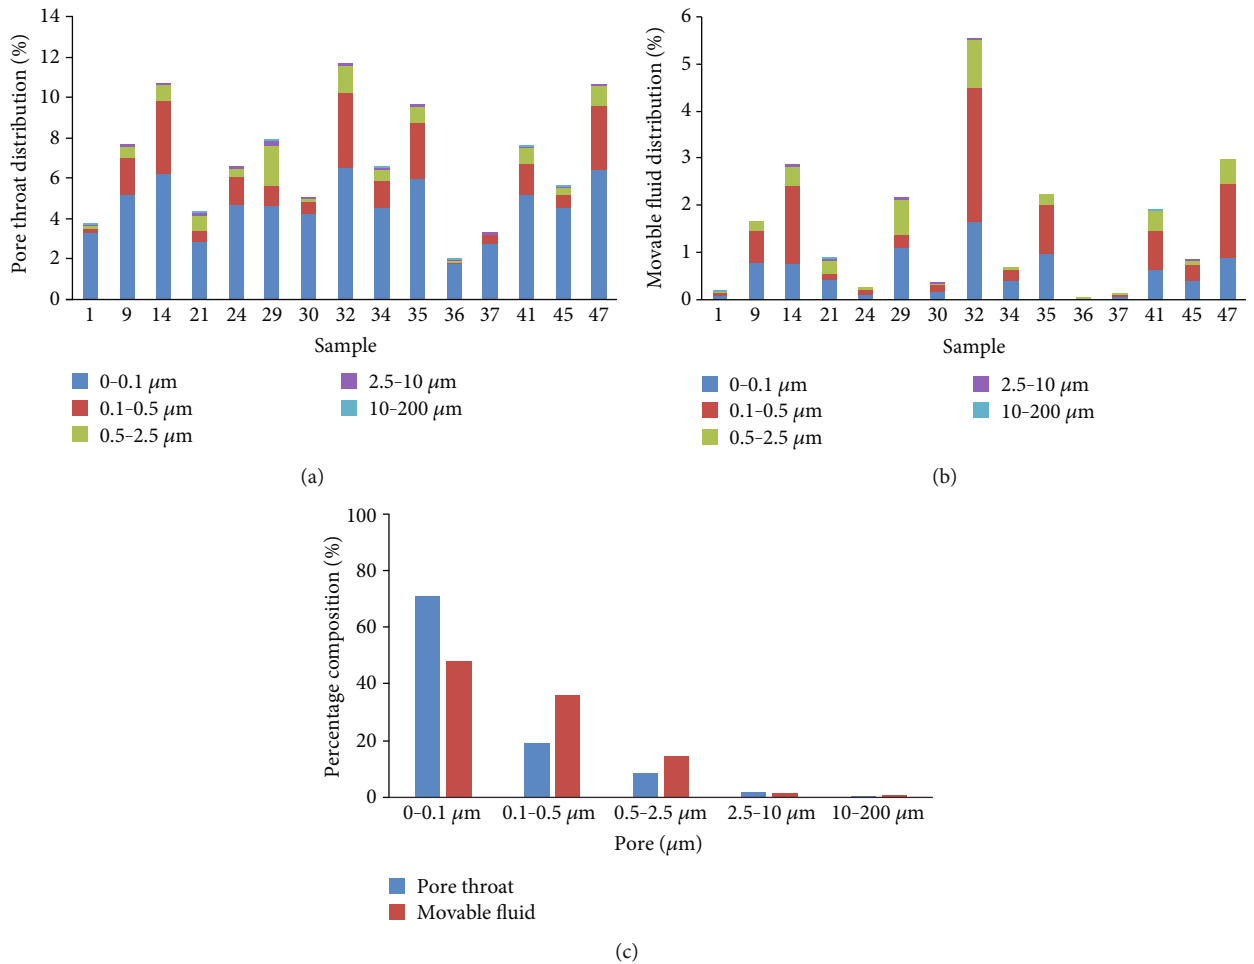 Pore throat distribution (%)
14
12
10
8
6
4
2
0
1 9 14 21 24 29 30 32 34 35 36 37 41 45 47
Sample
0–0.1 μm
0.1–0.5 μm
0.5–2.5 μm
2.5–10 μm
10–200 μm
(a)
Movable fluid distribution (%)
6
5
4
3
2
1
0
1 9 14 21 24 29 30 32 34 35 36 37 41 45 47
Sample
0–0.1 μm
0.1–0.5 μm
0.5–2.5 μm
2.5–10 μm
10–200 μm
(b)
Percentage composition (%)
100
80
60
40
20
0
0–0.1 μm 0.1–0.5 μm 0.5–2.5 μm 2.5–10 μm 10–200 μm
Pore (μm)
Pore throat
Movable fluid
(c)